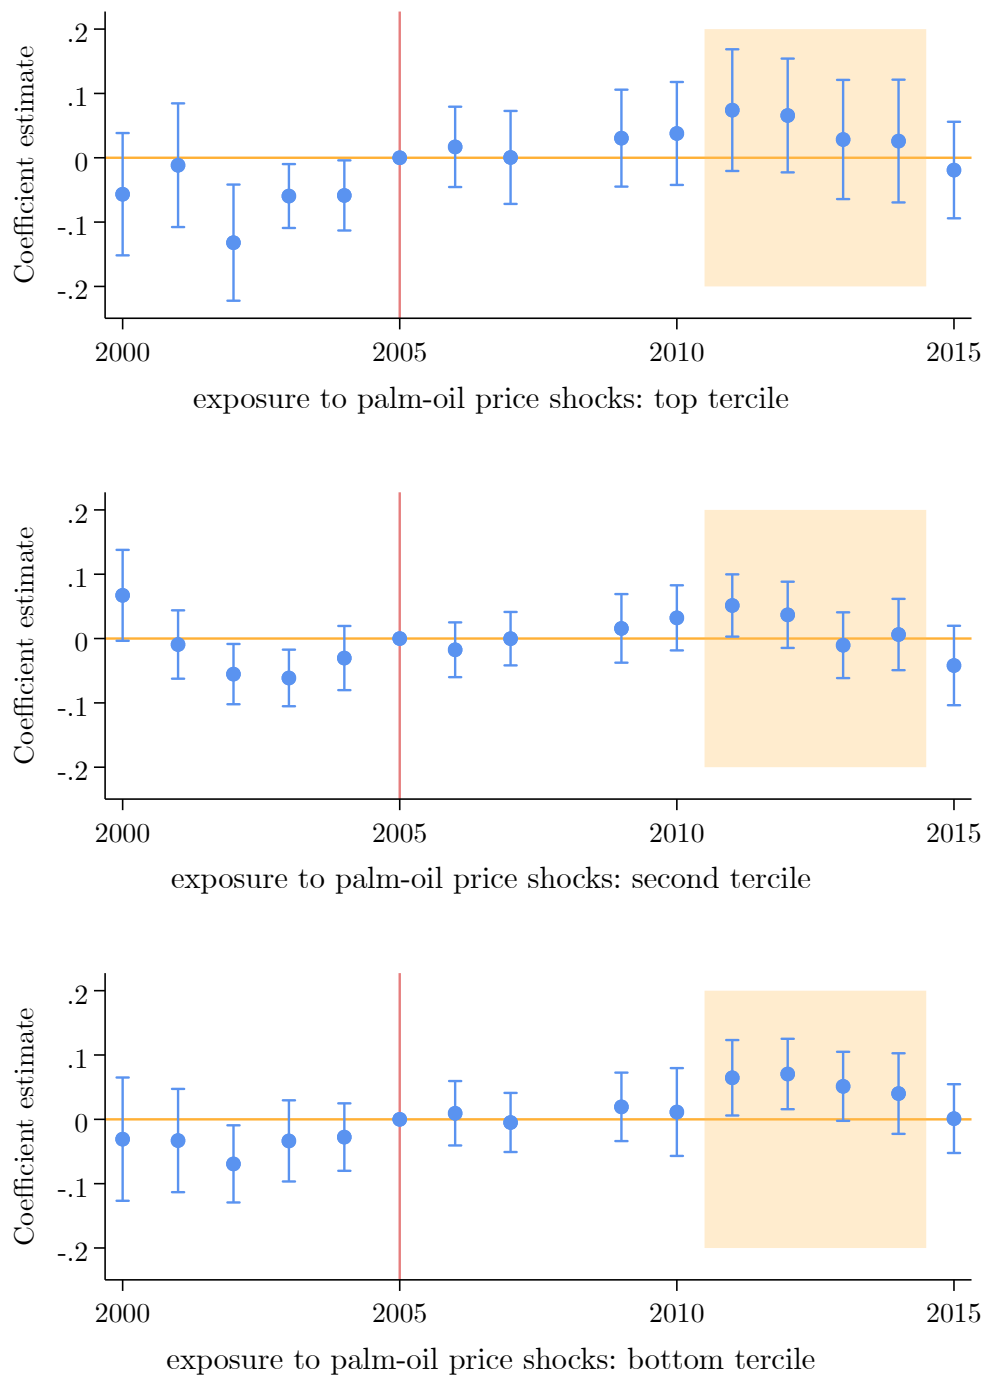 Coefficient estimate
.2
.1
0
-.1
-.2
2000 2005 2010 2015
exposure to palm-oil price shocks: top tercile
Coefficient estimate
.2
.1
0
-.1
-.2
2000 2005 2010 2015
exposure to palm-oil price shocks: second tercile
Coefficient estimate
.2
.1
0
-.1
-.2
2000 2005 2010 2015
exposure to palm-oil price shocks: bottom tercile